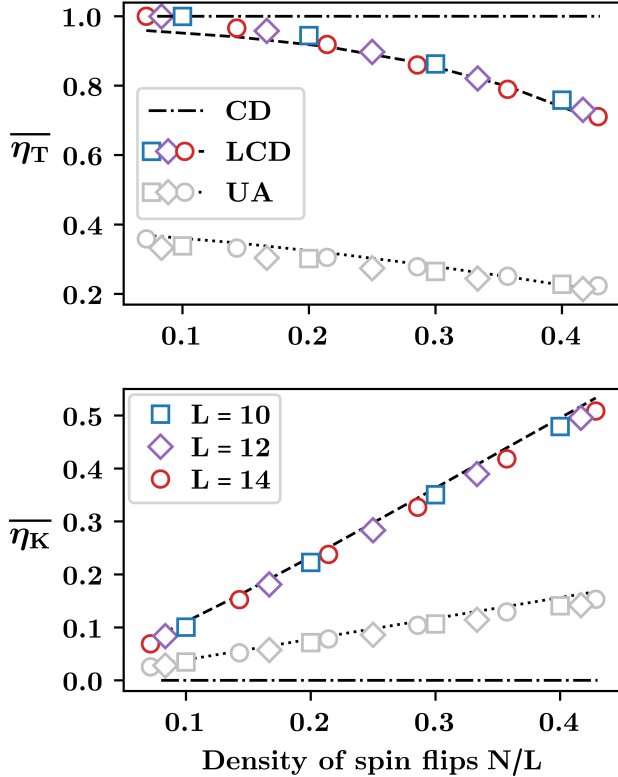 1.0
0.8
0.6
0.4
0.2
η_T
CD
LCD
UA
0.1 0.2 0.3 0.4
0.5
0.4
0.3
0.2
0.1
0.0
η_K
L = 10
L = 12
L = 14
0.1 0.2 0.3 0.4
Density of spin flips N/L